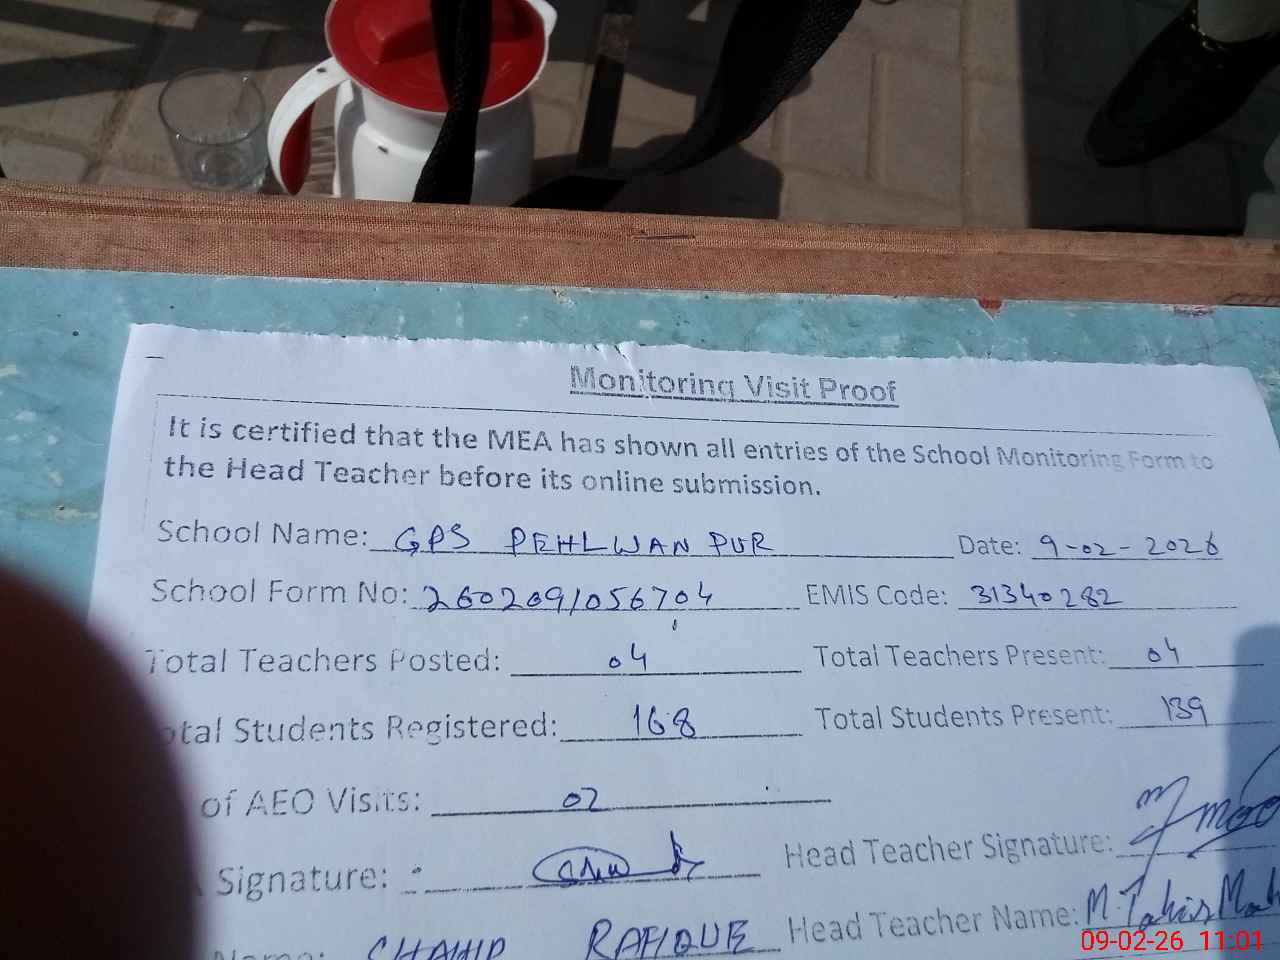 Monitoring Visit Proof
It is certified that the MEA has shown all entries of the School Monitoring Form to
the Head Teacher before its online submission.
School Name: GPS PEHLWAN PUR Date: 9-02-2026
School Form No: 2602091056704 EMIS Code: 31340282
Total Teachers Posted: 04 Total Teachers Present: 04
otal Students Registered: 168 Total Students Present: 139
of AEO Visits: 02
Signature: Head Teacher Signature:
Name: RAFIQUE Head Teacher Name: M. Tahir
09-02-26 11:01